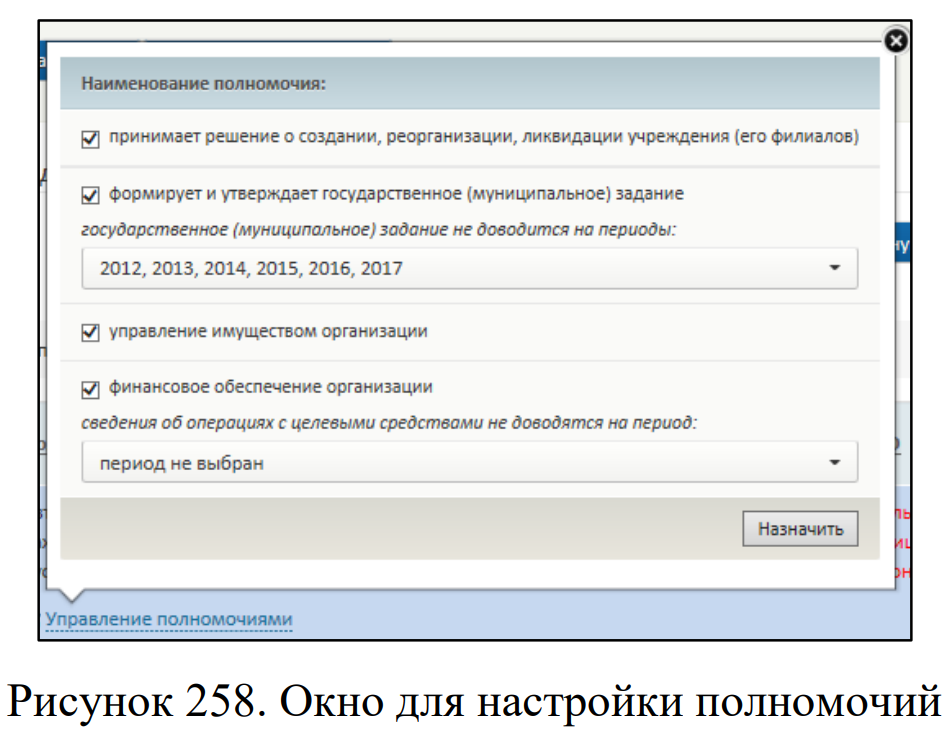 Наименование полномочия:
принимает решение о создании, реорганизации, ликвидации учреждения (его филиалов)
формирует и утверждает государственное (муниципальное) задание
государственное (муниципальное) задание не доводится на периоды:
2012, 2013, 2014, 2015, 2016, 2017
управление имуществом организации
финансовое обеспечение организации
сведения об операциях с целевыми средствами не доводятся на период:
период не выбран
Назначить
Управление полномочиями
Рисунок 258. Окно для настройки полномочий